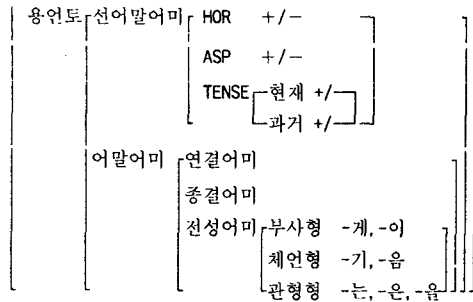 용언토 선어말어미 HOR +/-
ASP +/-
TENSE 현재 +/-
과거 +/-
어말어미 연결어미
종결어미
전성어미 부사형 -게, -이
체언형 -기, -음
관형형 -는, -은, -을